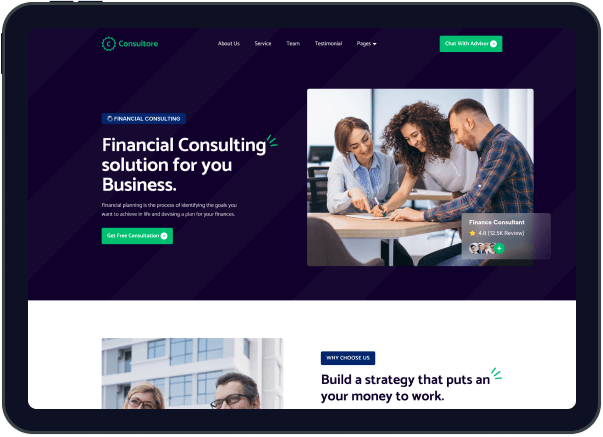 Consultore
About Us
Service
Team
Testimonial
Pages
Chat With Advisor
FINANCIAL CONSULTING
Financial Consulting
solution for you
Business.
Financial planning is the process of identifying the goals you
want to achieve in life and devising a plan for your finances.
Get Free Consultation
Finance Consultant
4.8 (12.5K Review)
WHY CHOOSE US
Build a strategy that puts an
your money to work.